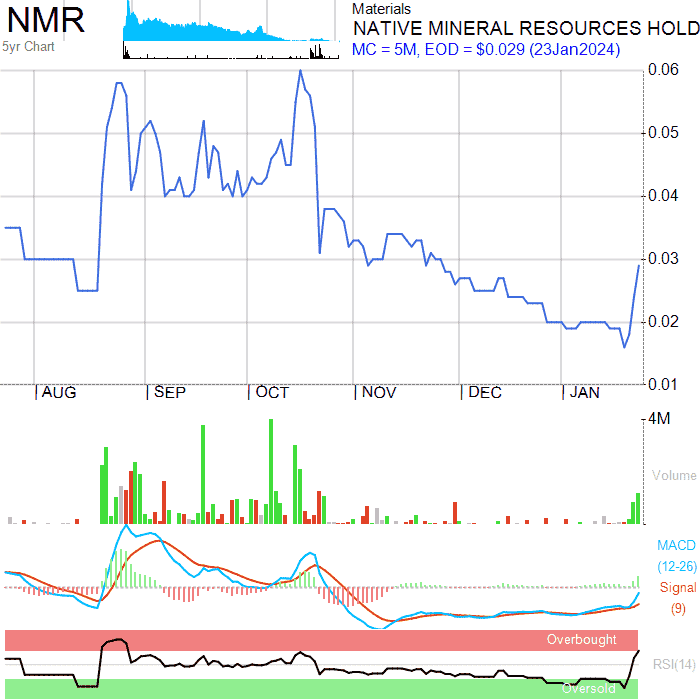 NMR
5yr Chart
Materials
NATIVE MINERAL RESOURCES HOLD
MC = 5M, EOD = $0.029 (23Jan2024)
0.06
0.05
0.04
0.03
0.02
0.01
AUG SEP OCT NOV DEC JAN
4M
Volume
MACD
(12-26)
Signal
(9)
Overbought
RSI(14)
Oversold